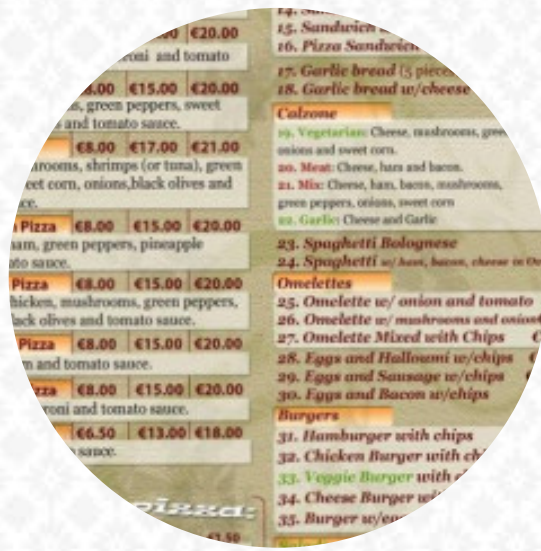 €20.00
roni and tomato
€15.00 €20.00
green peppers, sweet
and tomato sauce.
€8.00 €17.00 €21.00
shrimps (or tuna), green
corn, onions,black olives and
Pizza €8.00 €15.00 €20.00
green peppers, pineapple
sauce.
Pizza €8.00 €15.00 €20.00
mushrooms, green peppers,
olives and tomato sauce.
Pizza €8.00 €15.00 €20.00
and tomato sauce.
€8.00 €15.00 €20.00
roni and tomato sauce.
€6.50 €13.00 €18.00
sauce.
pizza:
€1.50
14.
15. Sandwich
16. Pizza Sandwich
17. Garlic bread (5 pieces
18. Garlic bread w/cheese
Calzone
19. Vegetarian: Cheese, mushrooms, gree
onions and sweet corn.
20. Meat: Cheese, ham and bacon.
21. Mix: Cheese, ham, bacon, mushrooms,
green peppers, onions, sweet corn
22. Garlic: Cheese and Garlic
23. Spaghetti Bolognese
24. Spaghetti w/ ham, bacon, cheese in
Omelettes
25. Omelette w/ onion and tomato
26. Omelette w/ mushrooms and onion
27. Omelette Mixed with Chips
28. Eggs and Halloumi w/chips
29. Eggs and Sausage w/chips
30. Eggs and Bacon w/chips
Burgers
31. Hamburger with chips
32. Chicken Burger with
33. Veggie Burger with
34. Cheese Burger
35. Burger